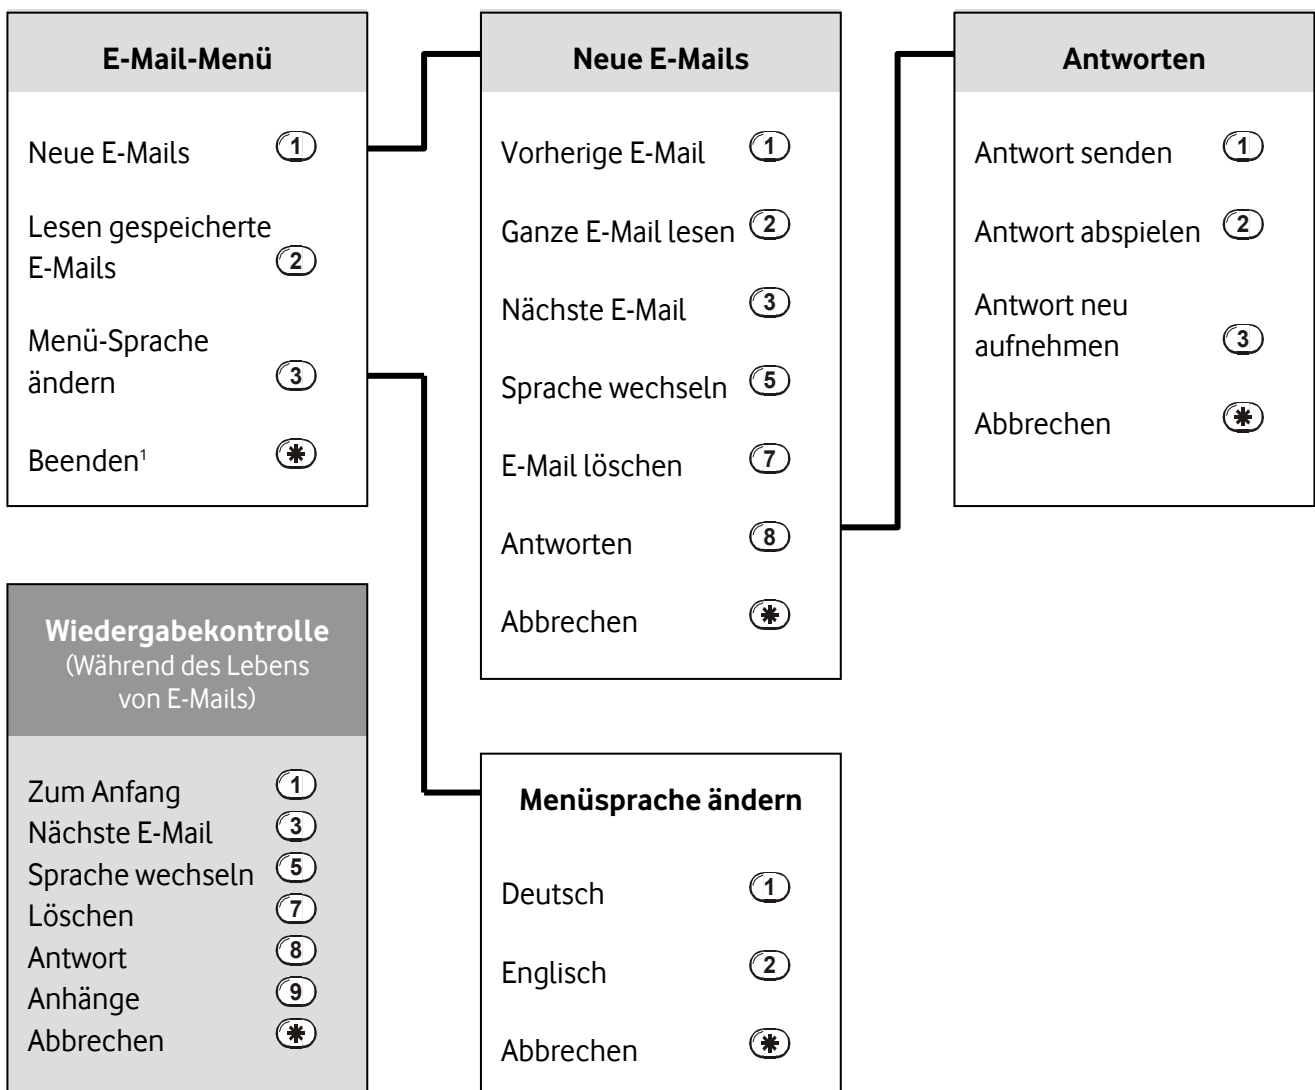 E-Mail-Menü
Neue E-Mails 1
Lesen gespeicherte
E-Mails 2
Menü-Sprache
ändern 3
Beenden¹ *
Neue E-Mails
Vorherige E-Mail 1
Ganze E-Mail lesen 2
Nächste E-Mail 3
Sprache wechseln 5
E-Mail löschen 7
Antworten 8
Abbrechen *
Antworten
Antwort senden 1
Antwort abspielen 2
Antwort neu
aufnehmen 3
Abbrechen *
Wiedergabekontrolle
(Während des Lebens
von E-Mails)
Zum Anfang 1
Nächste E-Mail 3
Sprache wechseln 5
Löschen 7
Antwort 8
Anhänge 9
Abbrechen *
Menüsprache ändern
Deutsch 1
Englisch 2
Abbrechen *